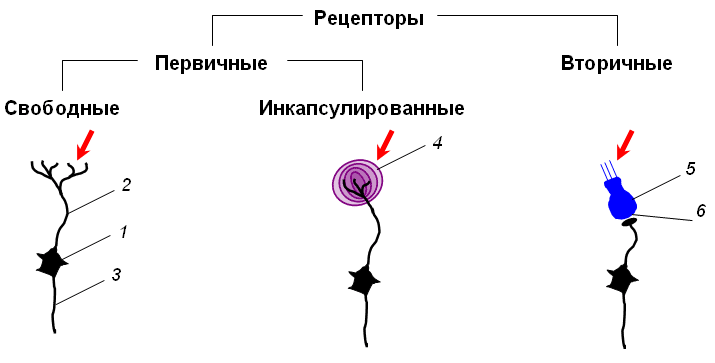 Рецепторы
Первичные
Вторичные
Свободные
Инкапсулированные
4
5
2
6
1
3